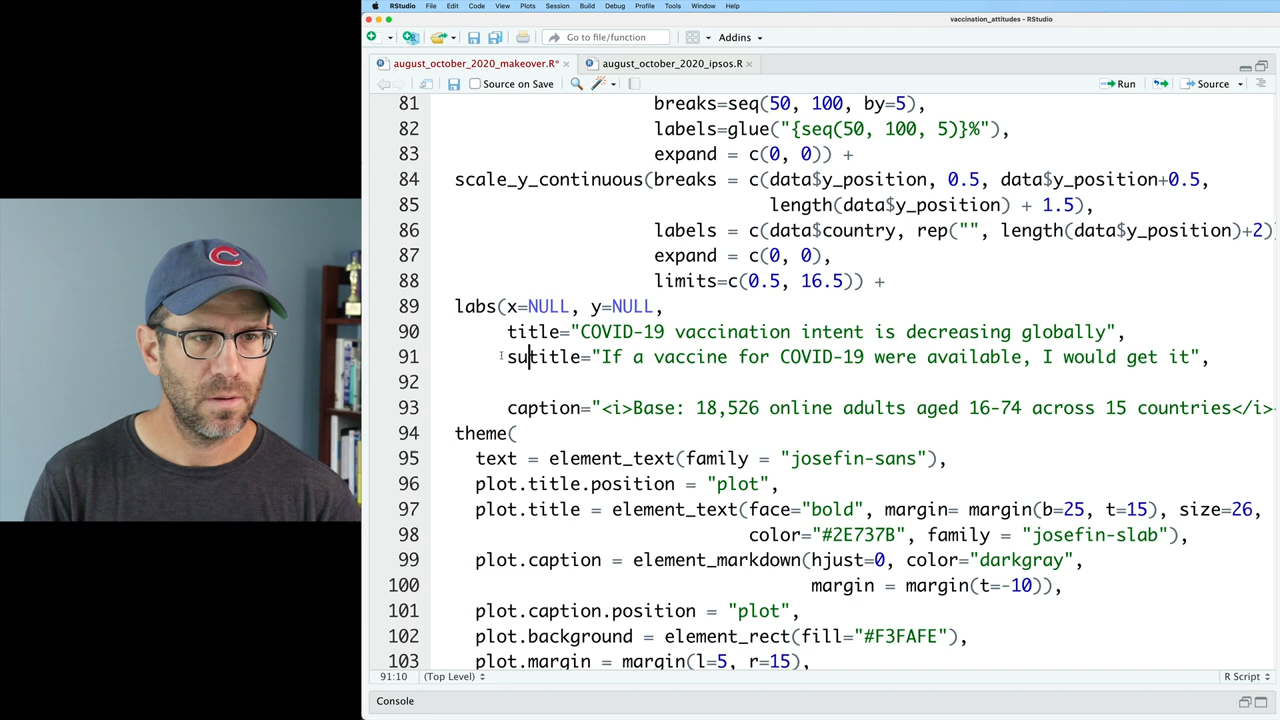 RStudio File Edit Code View Plots Session Build Debug Profile Tools Window Help
vaccination_attitudes - RStudio
Go to file/function Addins
august_october_2020_makeover.R* august_october_2020_ipsos.R
Source on Save Run Source
81 breaks=seq(50, 100, by=5),
82 labels=glue("{seq(50, 100, 5)}%"),
83 expand = c(0, 0)) +
84 scale_y_continuous(breaks = c(data$y_position, 0.5, data$y_position+0.5,
85 length(data$y_position) + 1.5),
86 labels = c(data$country, rep("", length(data$y_position)+2)
87 expand = c(0, 0),
88 limits=c(0.5, 16.5)) +
89 labs(x=NULL, y=NULL,
90 title="COVID-19 vaccination intent is decreasing globally",
91 sutitle="If a vaccine for COVID-19 were available, I would get it",
92
93 caption="<i>Base: 18,526 online adults aged 16-74 across 15 countries</i>
94 theme(
95 text = element_text(family = "josefin-sans"),
96 plot.title.position = "plot",
97 plot.title = element_text(face="bold", margin= margin(b=25, t=15), size=26,
98 color="#2E737B", family = "josefin-slab"),
99 plot.caption = element_markdown(hjust=0, color="darkgray",
100 margin = margin(t=-10)),
101 plot.caption.position = "plot",
102 plot.background = element_rect(fill="#F3FAFE"),
103 plot.margin = margin(l=5, r=15),
91:10 (Top Level) R Script
Console
C